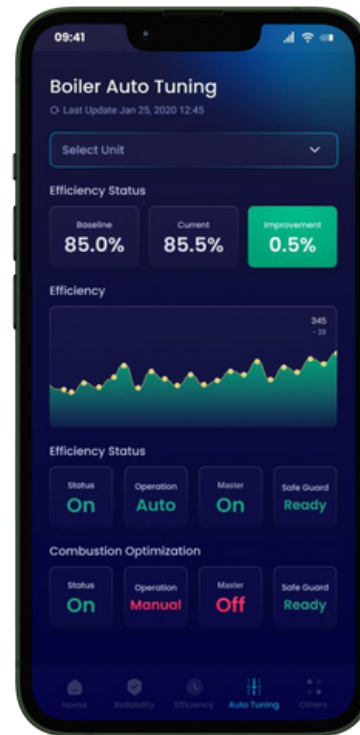 09:41
Boiler Auto Tuning
Last Update Jan 25, 2020 12:45
Select Unit
Efficiency Status
Baseline Current Improvement
85.0% 85.5% 0.5%
Efficiency
345
- 23
Efficiency Status
Status Operation Master Safe Guard
On Auto On Ready
Combustion Optimization
Status Operation Master Safe Guard
On Manual Off Ready
Home Reliability Efficiency Auto Tuning Others